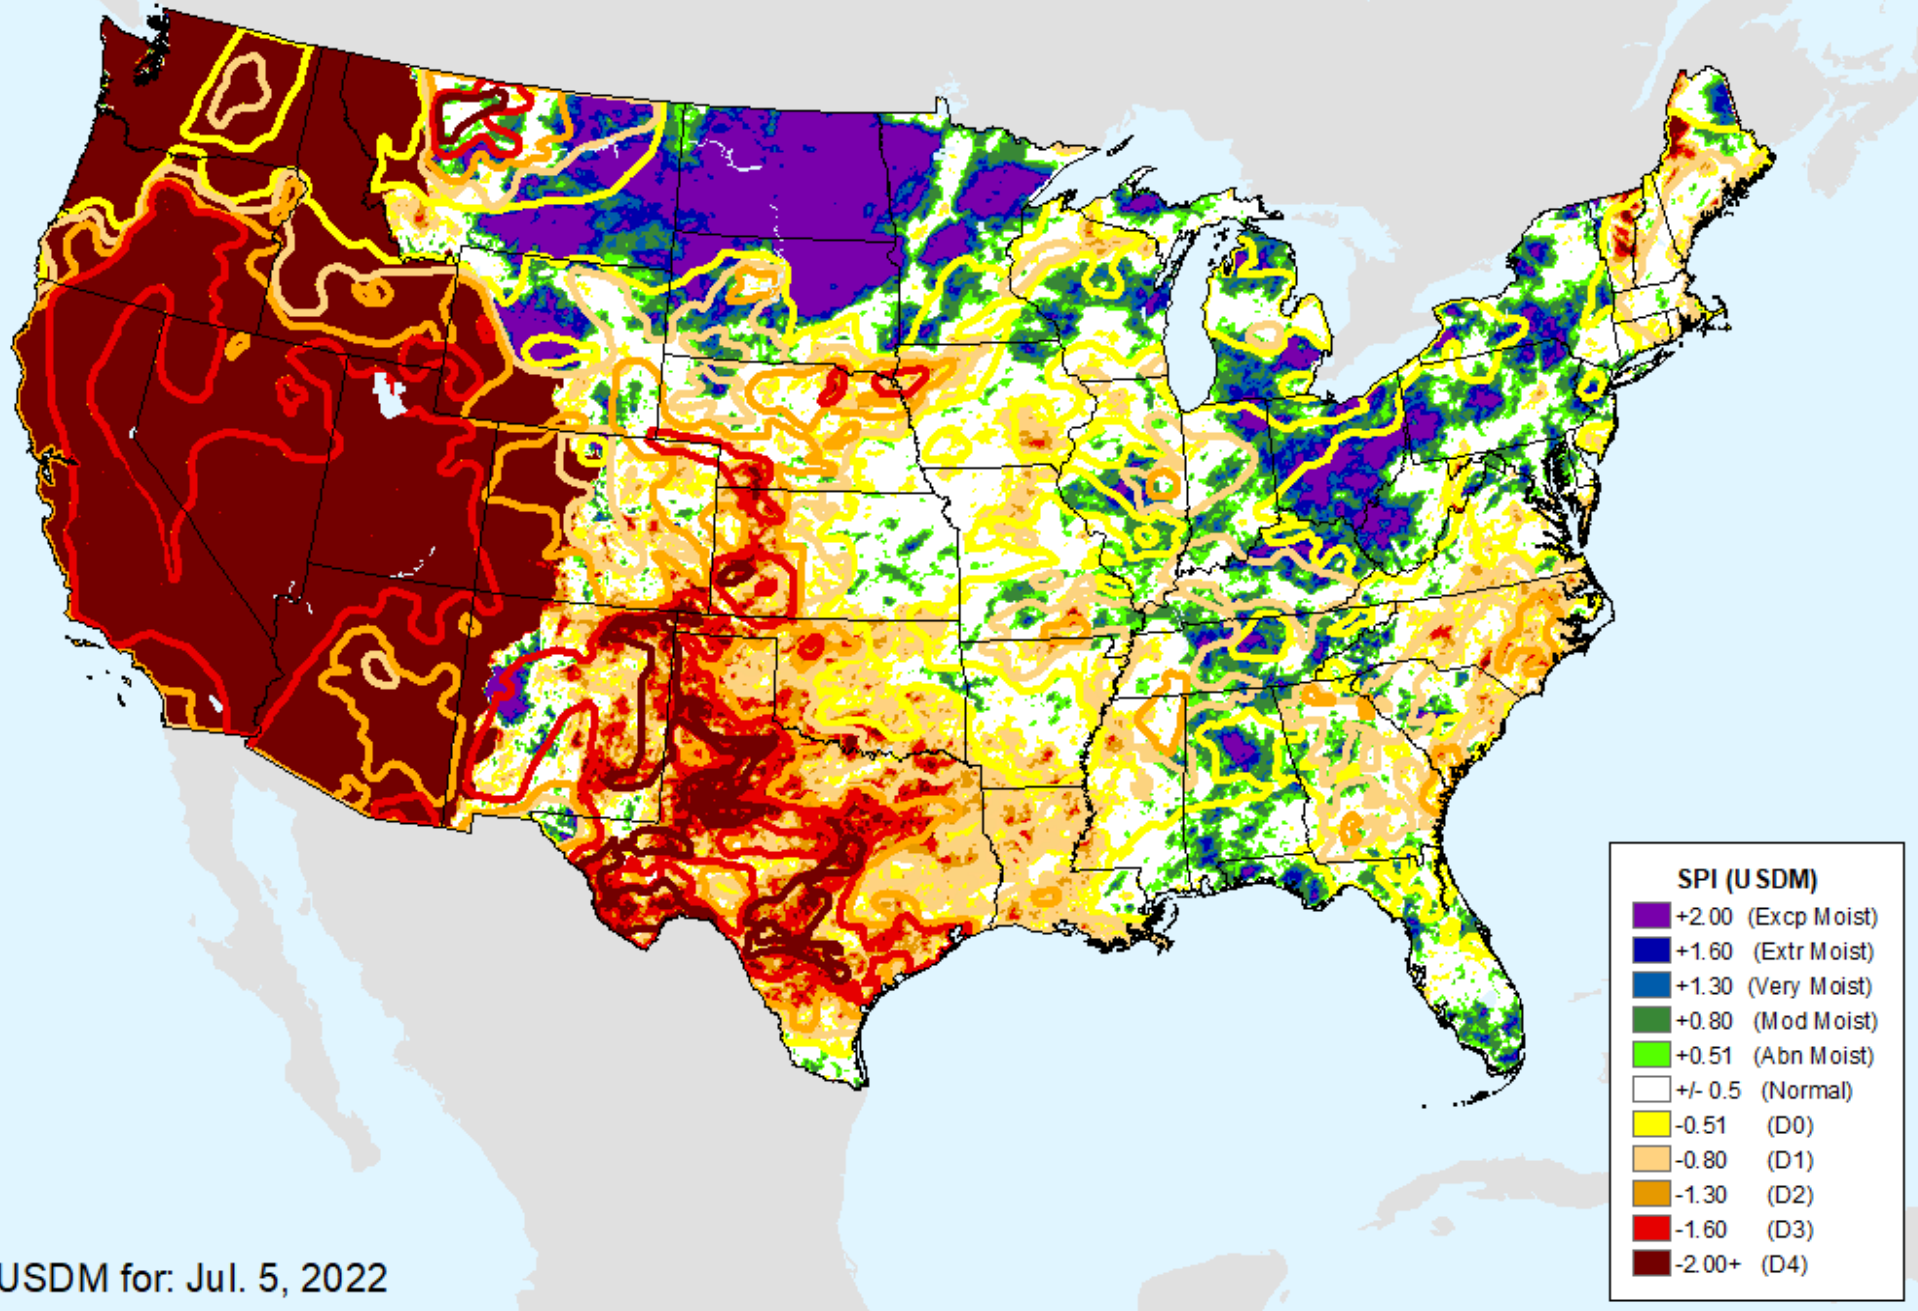 SPI (USDM)
+2.00 (Excp Moist)
+1.60 (Extr Moist)
+1.30 (Very Moist)
+0.80 (Mod Moist)
+0.51 (Abn Moist)
+/- 0.5 (Normal)
-0.51 (D0)
-0.80 (D1)
-1.30 (D2)
-1.60 (D3)
-2.00+ (D4)
USDM for: Jul. 5, 2022